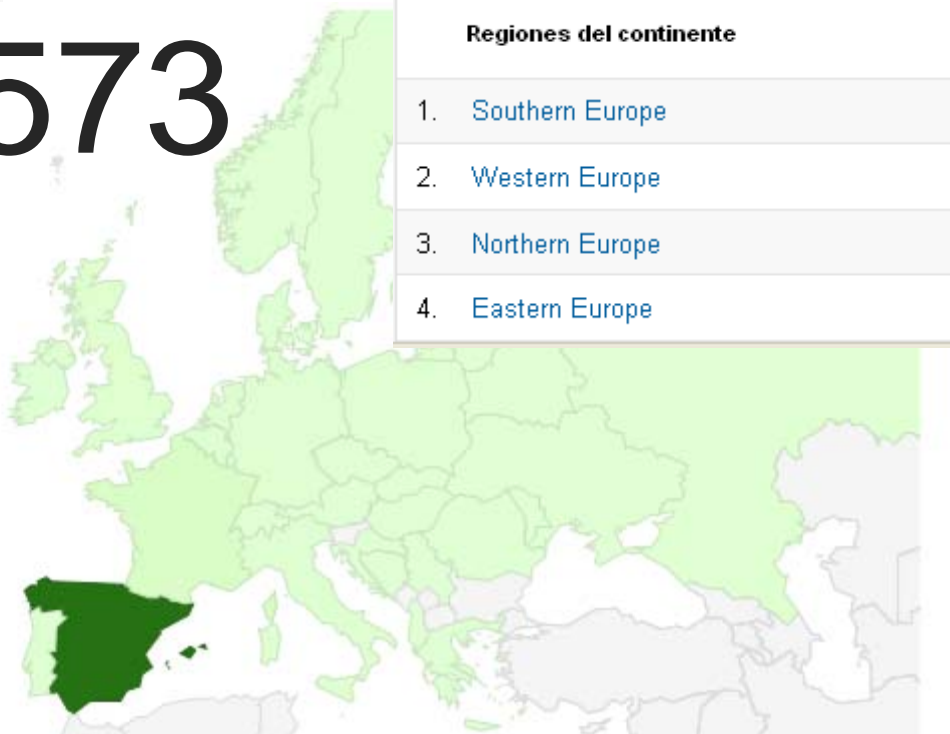 573
Regiones del continente
1. Southern Europe
2. Western Europe
3. Northern Europe
4. Eastern Europe